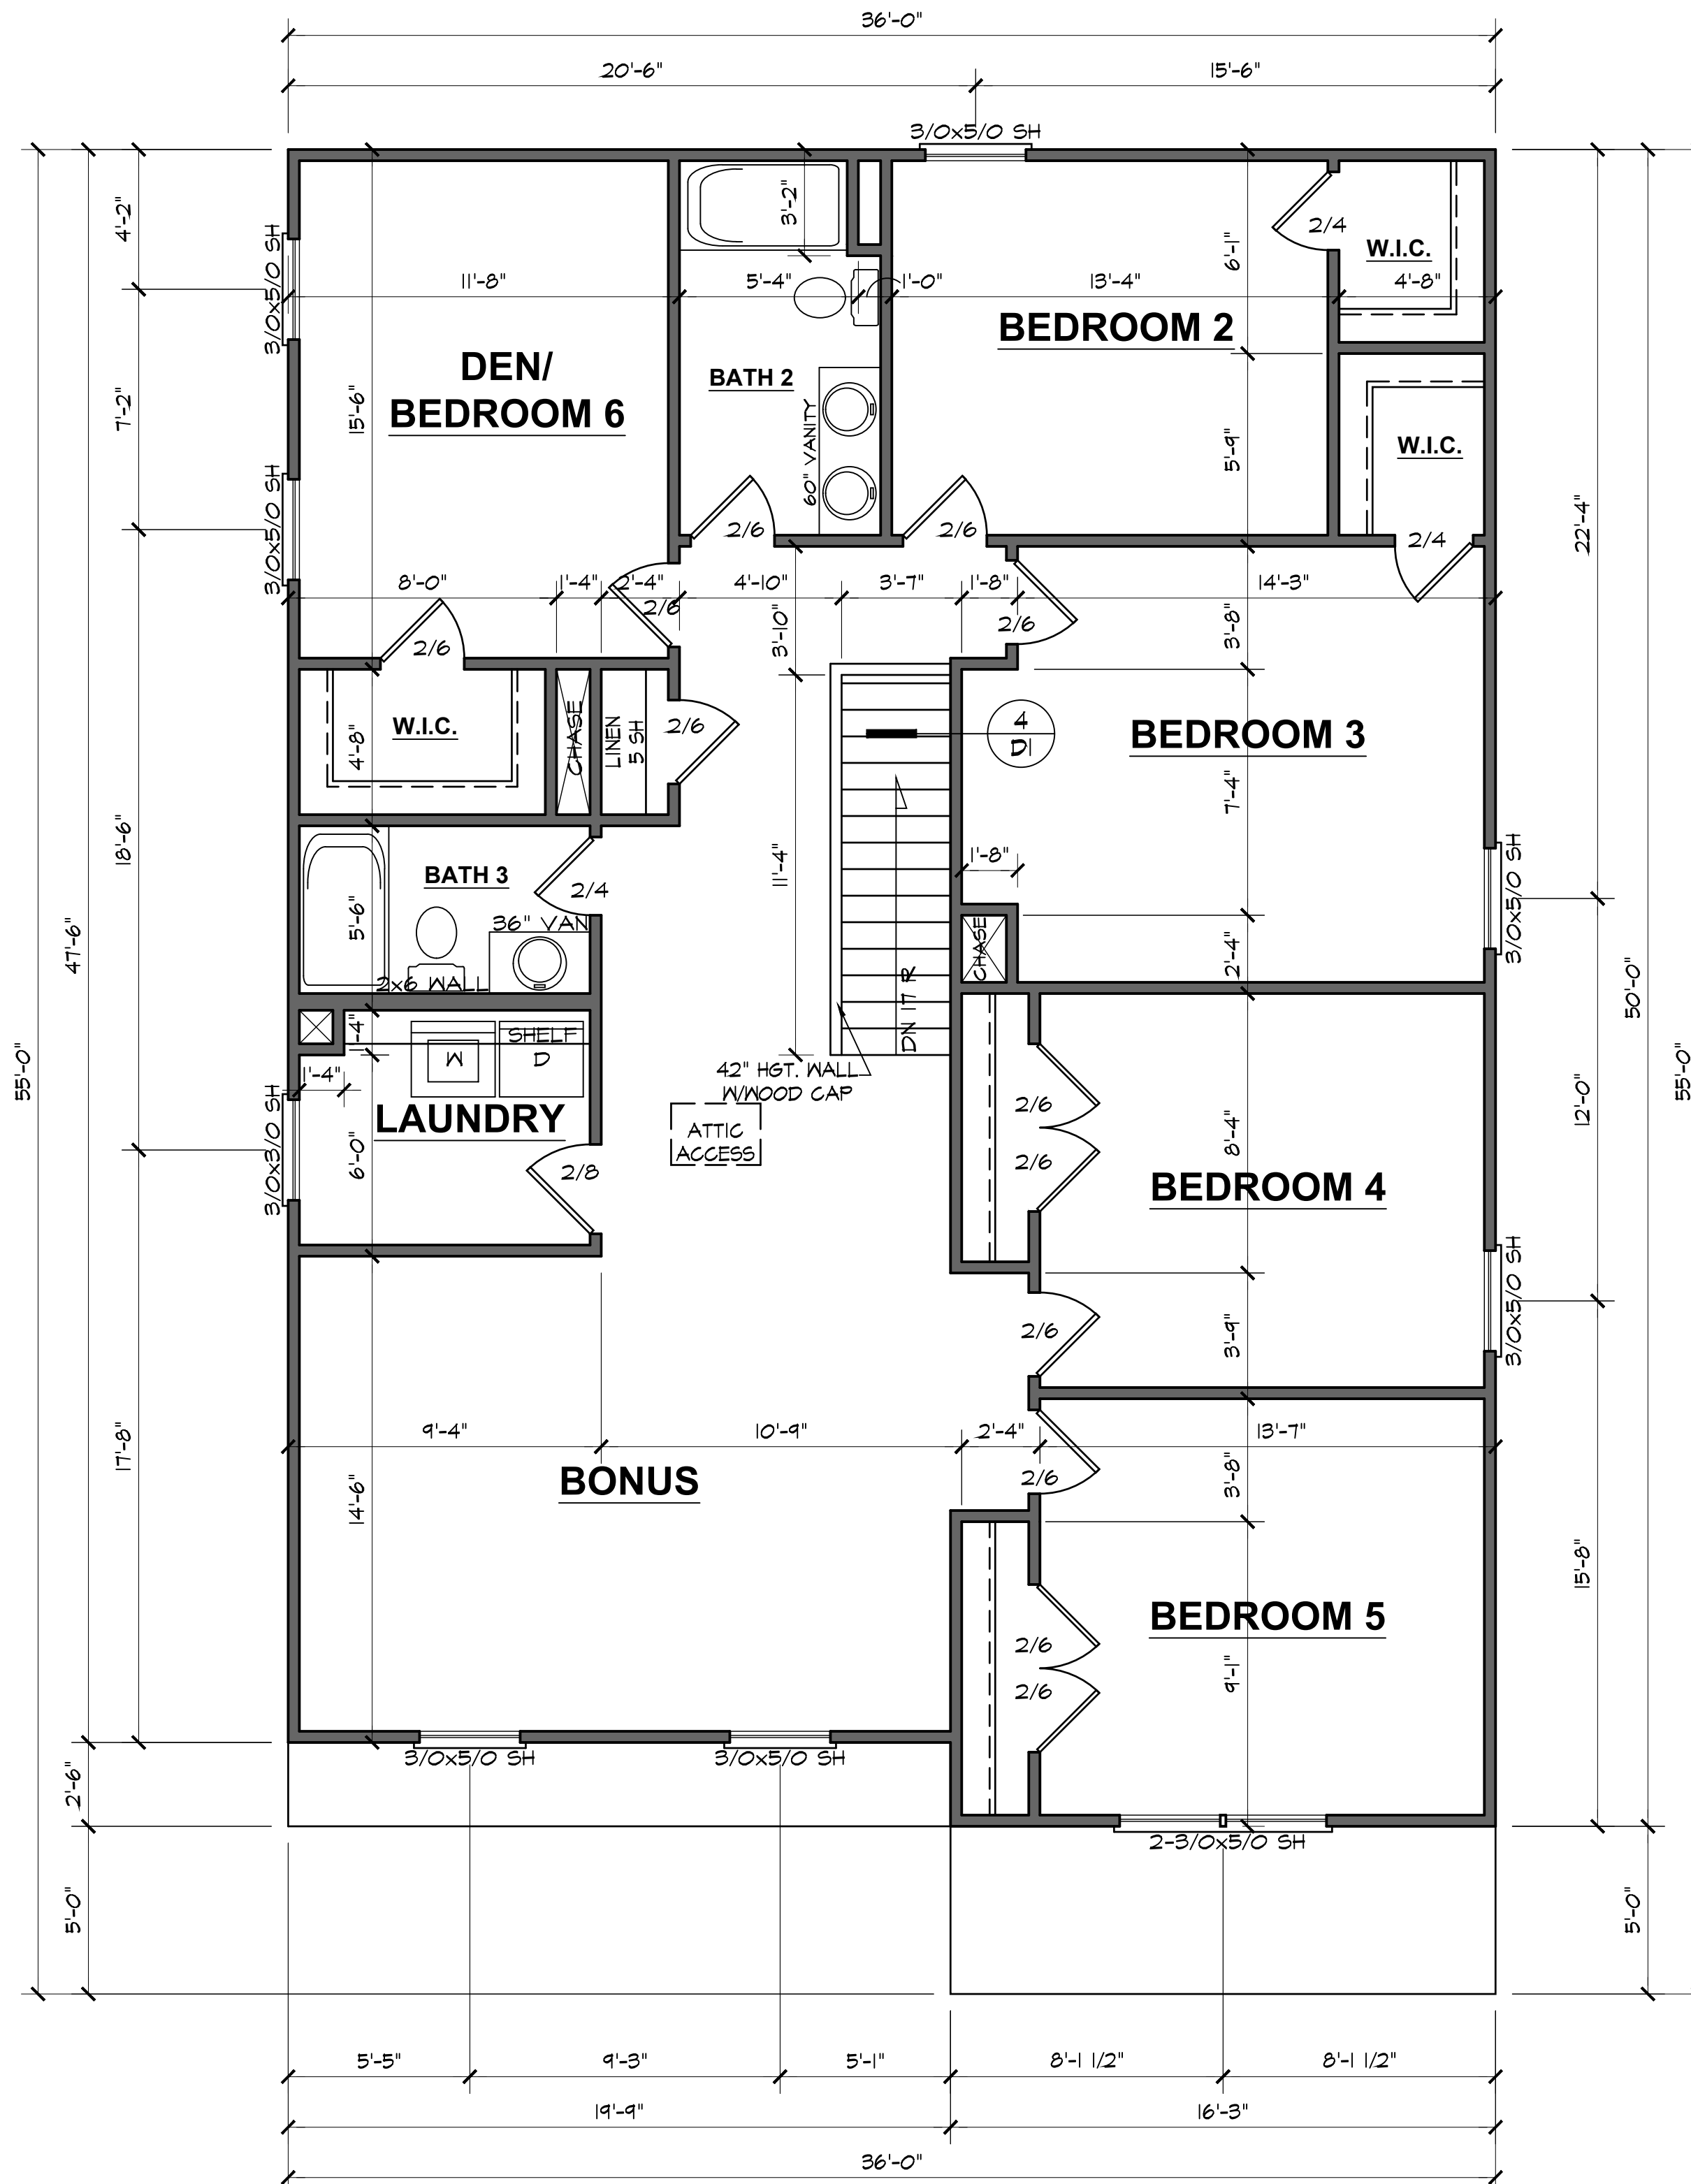 36'-0"
20'-6"
15'-6"
3/0x5/0 SH
4'-2"
3'-2"
2/4
6'-1"
W.I.C.
3/0x5/0 SH
11'-8"
5'-4"
1'-0"
13'-4"
4'-8"
BEDROOM 2
DEN/
BEDROOM 6
BATH 2
7'-2"
15'-6"
60" VANITY
5'-9"
W.I.C.
3/0x5/0 SH
2/6
2/6
2/4
22'-4"
8'-0"
1'-4"
2'-4"
4'-10"
3'-7"
1'-8"
14'-3"
2/6
2/6
2/6
3'-10"
3'-8"
W.I.C.
4'-8"
CHASE
LINEN
5 SH
2/6
4
D1
BEDROOM 3
7'-4"
18'-6"
BATH 3
2/4
11'-4"
1'-8"
3/0x5/0 SH
47'-6"
5'-6"
36" VAN
2x6 WALL
CHASE
2'-4"
DN 17 R
50'-0"
55'-0"
1'-4"
SHELF
W
D
1'-4"
42" HGT. WALL
W/WOOD CAP
55'-0"
3/0x3/0 SH
LAUNDRY
6'-0"
2/8
ATTIC
ACCESS
2/6
2/6
8'-4"
12'-0"
BEDROOM 4
3/0x5/0 SH
2/6
3'-9"
17'-8"
9'-4"
10'-9"
2'-4"
13'-7"
BONUS
14'-6"
2/6
3'-8"
15'-8"
BEDROOM 5
2/6
2/6
9'-1"
3/0x5/0 SH
3/0x5/0 SH
2'-6"
2-3/0x5/0 SH
5'-0"
5'-0"
5'-5"
9'-3"
5'-1"
8'-1 1/2"
8'-1 1/2"
19'-9"
16'-3"
36'-0"